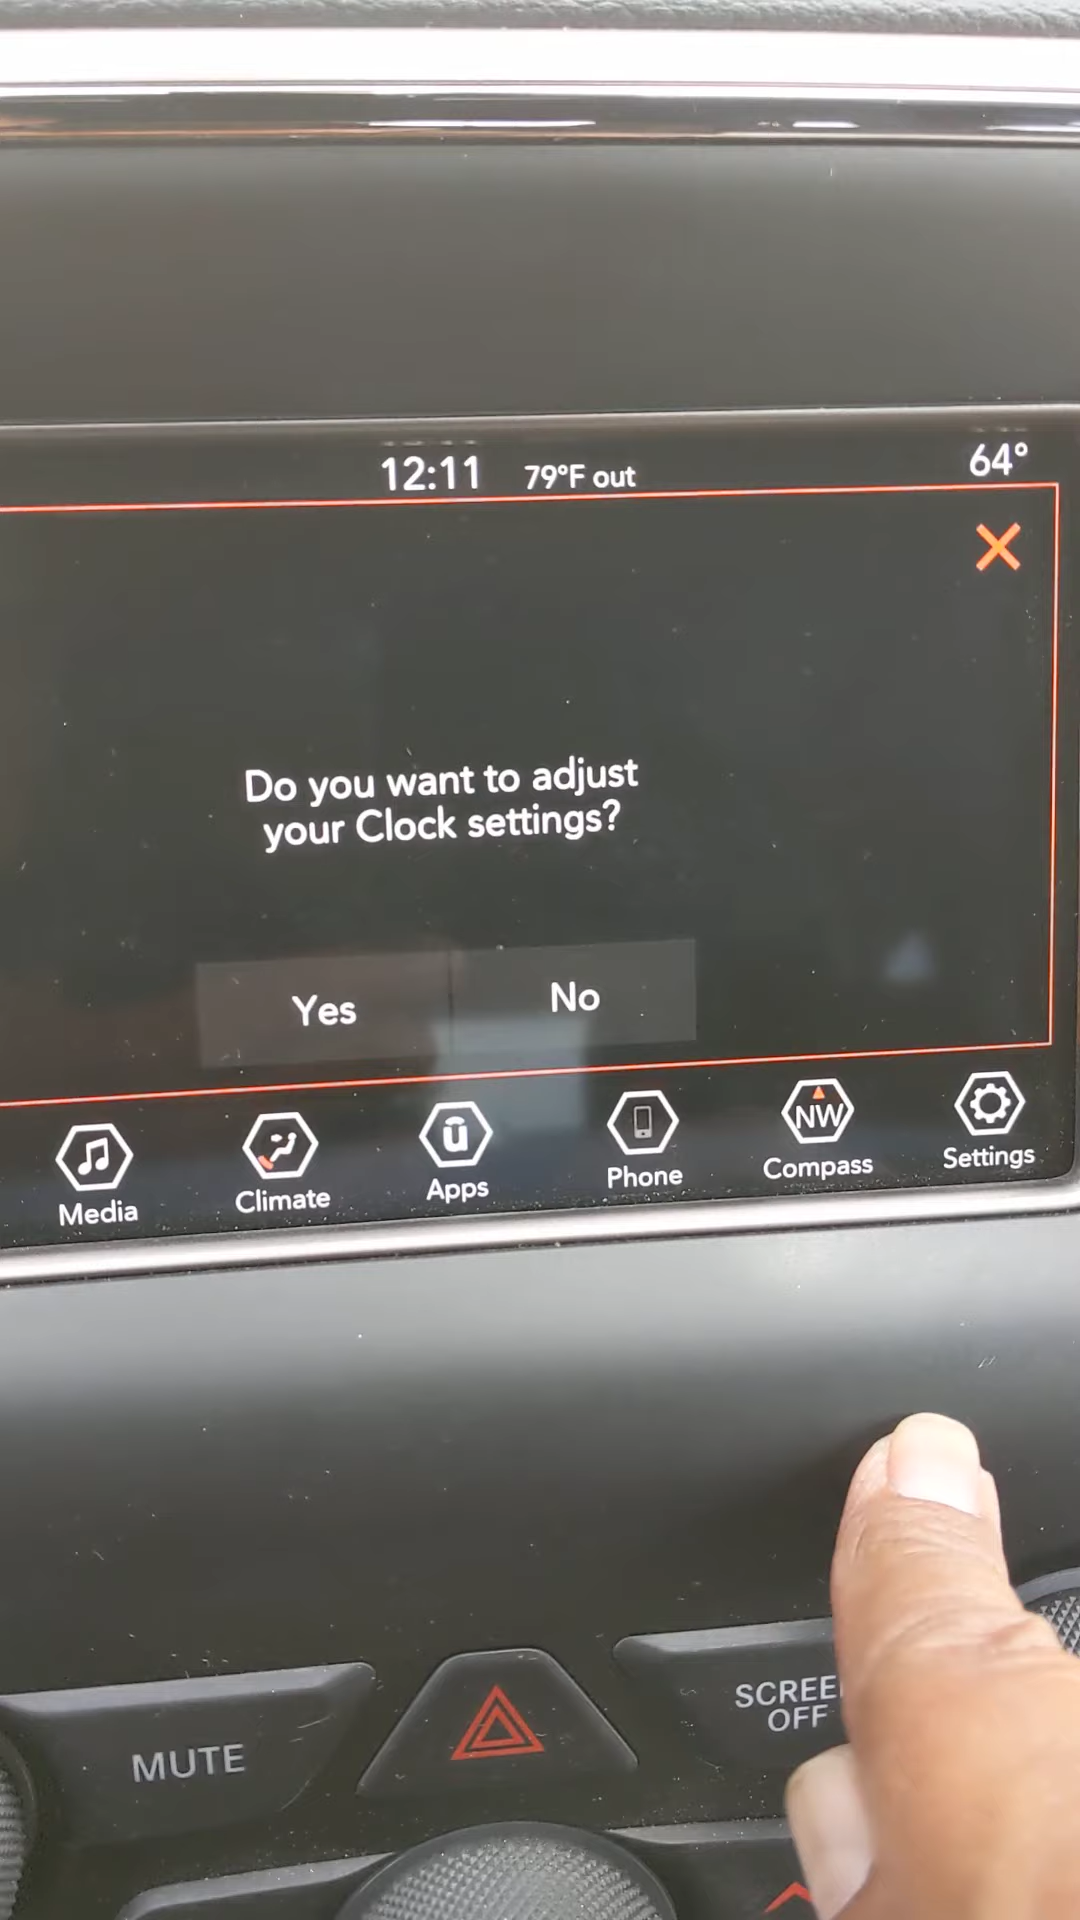 12:11 79°F out 64°
Do you want to adjust
your Clock settings?
Yes No
Media Climate Apps Phone NW Compass Settings
MUTE
SCREE
OFF